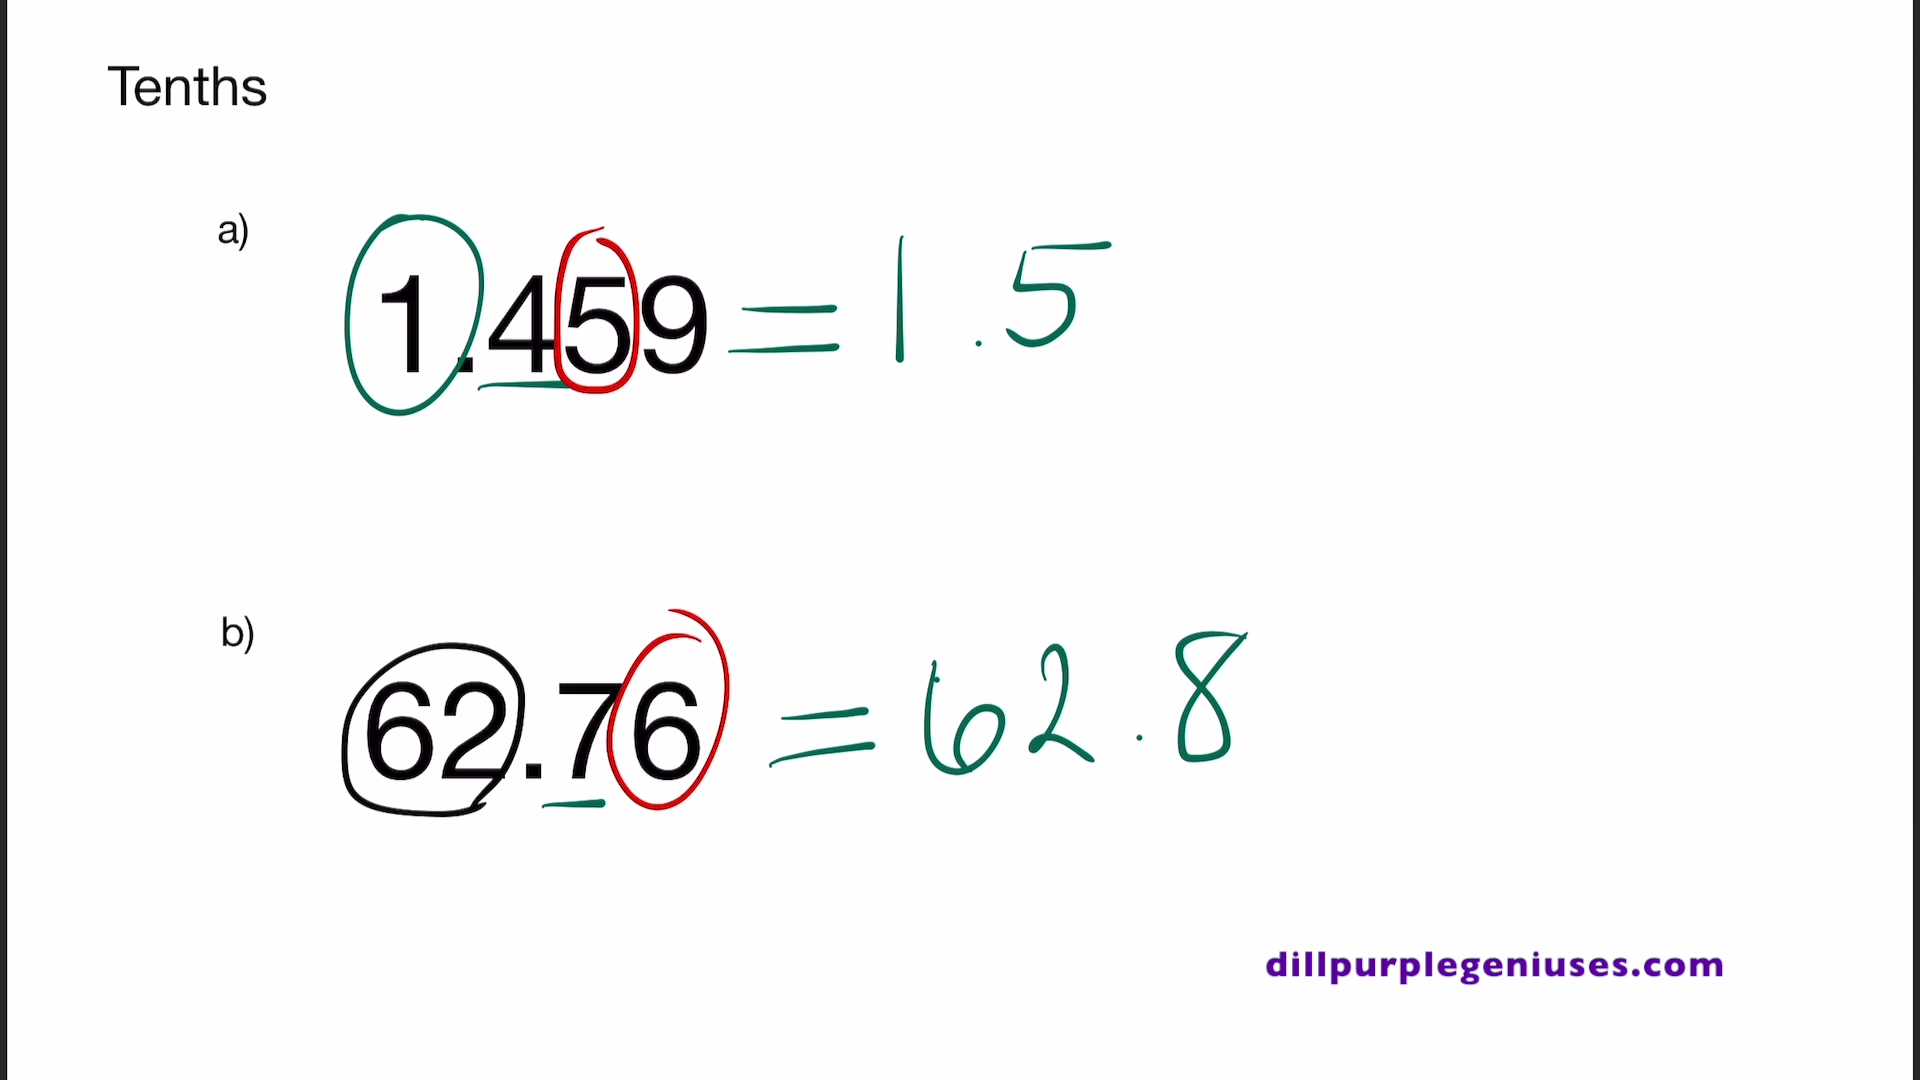 Tenths
a) 1.459 = 1.5
b) 62.76 = 62.8
dillpurplegeniuses.com